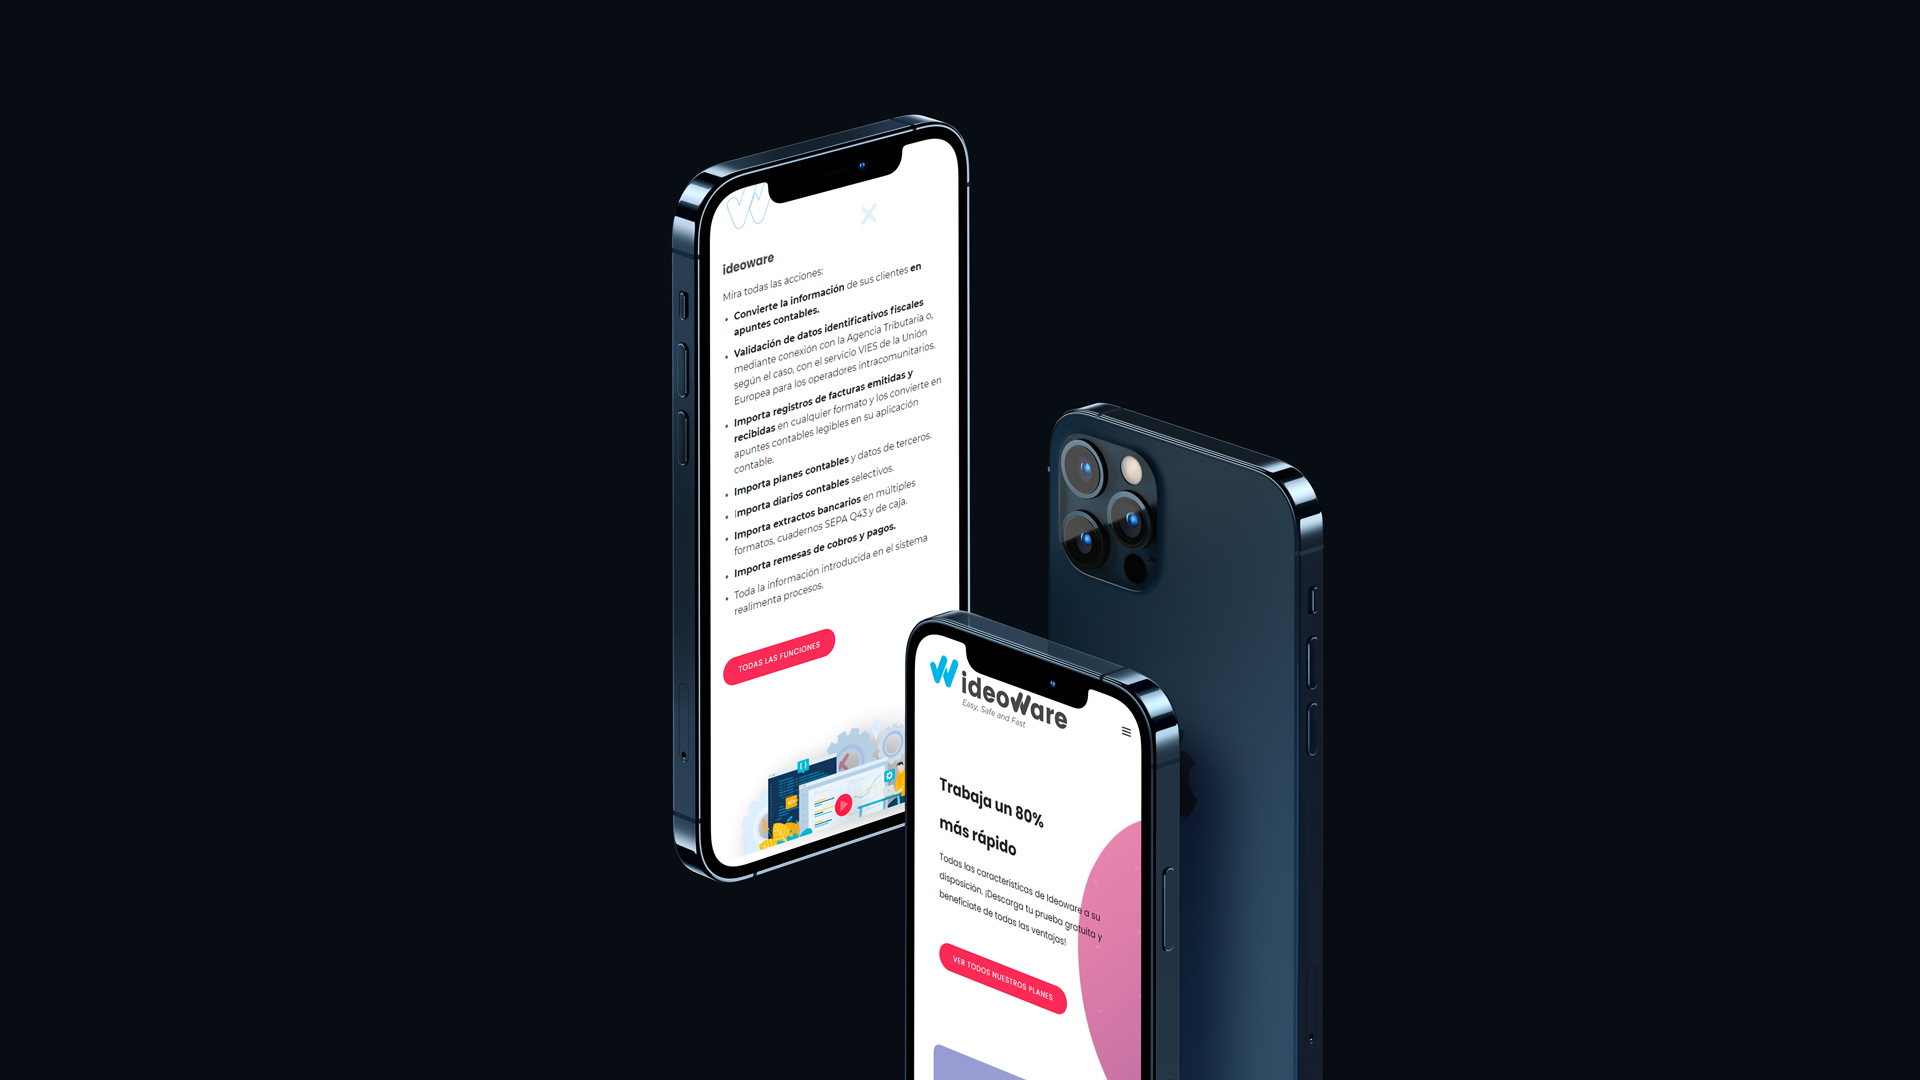 ideoware
Mira todas las acciones:
• Convierte la información de sus clientes en
apuntes contables.
• Validación de datos identificativos fiscales
mediante conexión con la Agencia Tributaria o,
según el caso, con el servicio VIES de la Unión
Europea para los operadores intracomunitarios.
• Importa registros de facturas emitidas y
recibidas en cualquier formato y los convierte en
apuntes contables legibles en su aplicación
contable.
• Importa planes contables y datos de terceros.
• Importa diarios contables selectivos.
• Importa extractos bancarios en múltiples
formatos, cuadernos SEPA Q43 y de caja.
• Importa remesas de cobros y pagos.
• Toda la información introducida en el sistema
realimenta procesos.
TODAS LAS FUNCIONES
ideoWare
Easy, Safe and Fast
Trabaja un 80%
más rápido
Todas las características de Ideoware a su
disposición. ¡Descarga tu prueba gratuita y
benefíciate de todas las ventajas!
VER TODOS NUESTROS PLANES